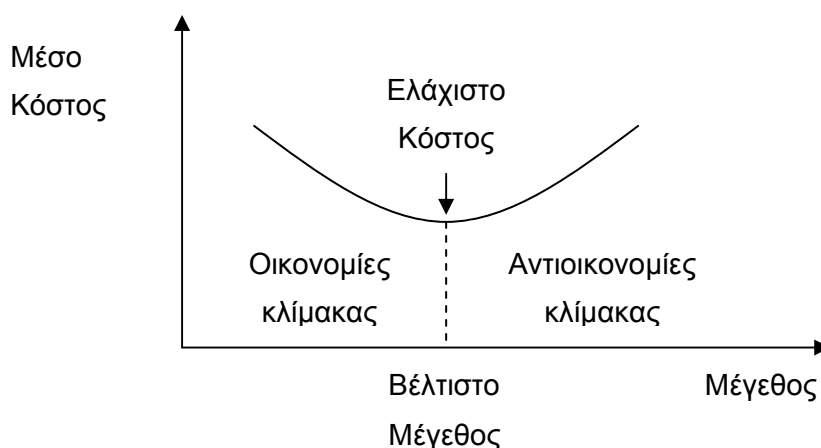 Μέσο
Κόστος
Ελάχιστο
Κόστος
Οικονομίες
κλίμακας
Αντιοικονομίες
κλίμακας
Βέλτιστο
Μέγεθος
Μέγεθος